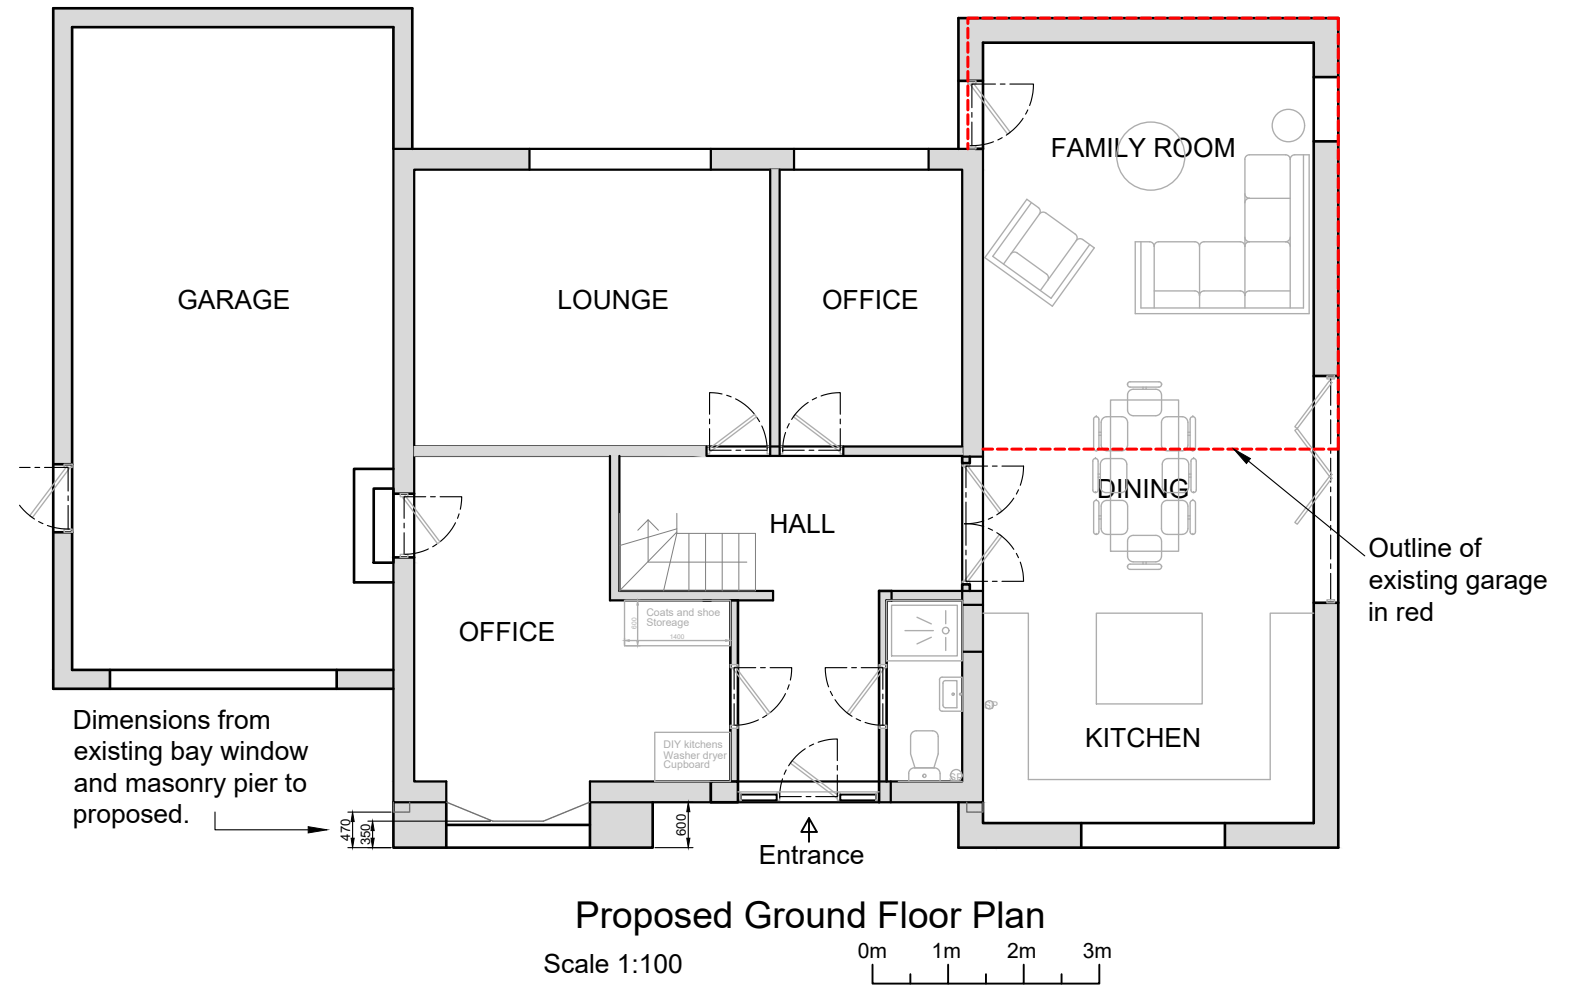 FAMILY ROOM
GARAGE
LOUNGE
OFFICE
DINING
HALL
Outline of
existing garage
in red
Coats and shoe
Storeage
600
1400
OFFICE
Dimensions from
existing bay window
and masonry pier to
proposed.
DIY kitchens
Washer dryer
Cupboard
KITCHEN
470
350
600
Entrance
Proposed Ground Floor Plan
Scale 1:100
0m 1m 2m 3m